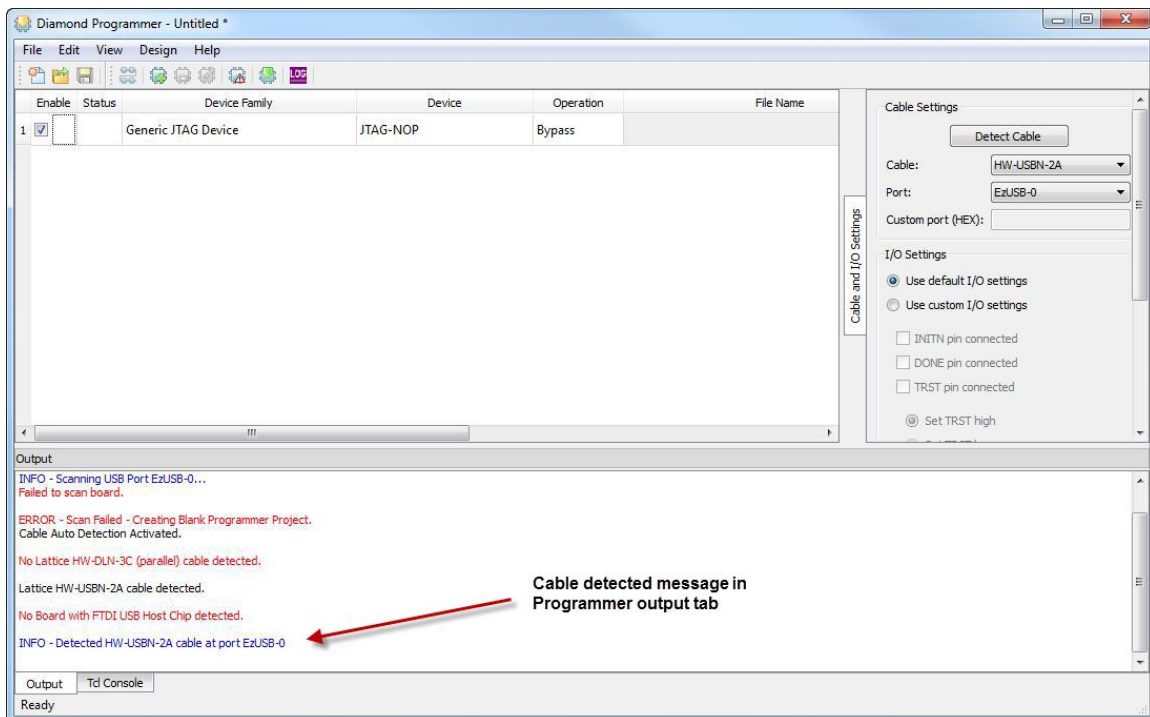 Diamond Programmer - Untitled *
File Edit View Design Help
LOG
Enable Status Device Family Device Operation File Name
1 Generic JTAG Device JTAG-NOP Bypass
Cable and I/O Settings
Cable Settings
Detect Cable
Cable: HW-USBN-2A
Port: EzUSB-0
Custom port (HEX):
I/O Settings
Use default I/O settings
Use custom I/O settings
INITN pin connected
DONE pin connected
TRST pin connected
Set TRST high
Output
INFO - Scanning USB Port EzUSB-0...
Failed to scan board.
ERROR - Scan Failed - Creating Blank Programmer Project.
Cable Auto Detection Activated.
No Lattice HW-DLN-3C (parallel) cable detected.
Lattice HW-USBN-2A cable detected.
No Board with FTDI USB Host Chip detected.
INFO - Detected HW-USBN-2A cable at port EzUSB-0
Cable detected message in
Programmer output tab
Output Tcl Console
Ready